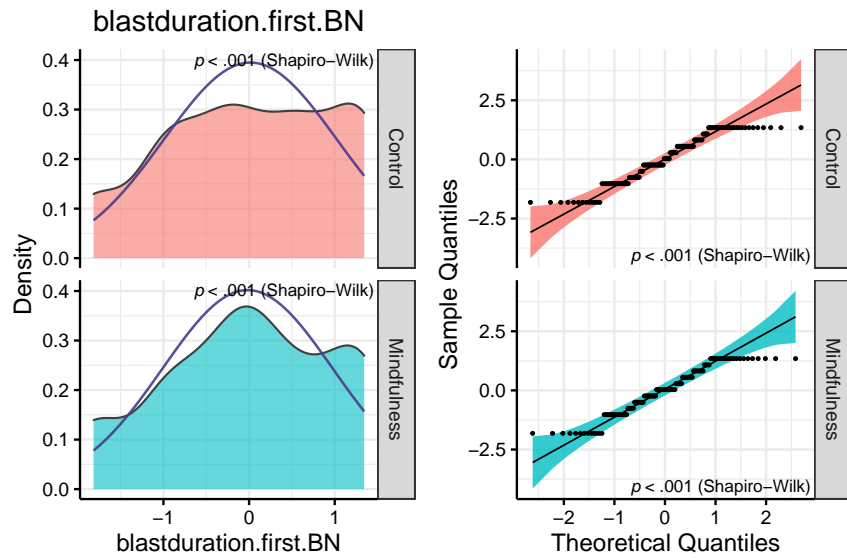 blastduration.first.BN
Density
0.4
0.3
0.2
0.1
0.0
p < .001 (Shapiro−Wilk)
Control
0.4
0.3
0.2
0.1
0.0
p < .001 (Shapiro−Wilk)
Mindfulness
−1 0 1
blastduration.first.BN
Sample Quantiles
2.5
0.0
−2.5
p < .001 (Shapiro−Wilk)
Control
2.5
0.0
−2.5
p < .001 (Shapiro−Wilk)
Mindfulness
−2 −1 0 1 2
Theoretical Quantiles